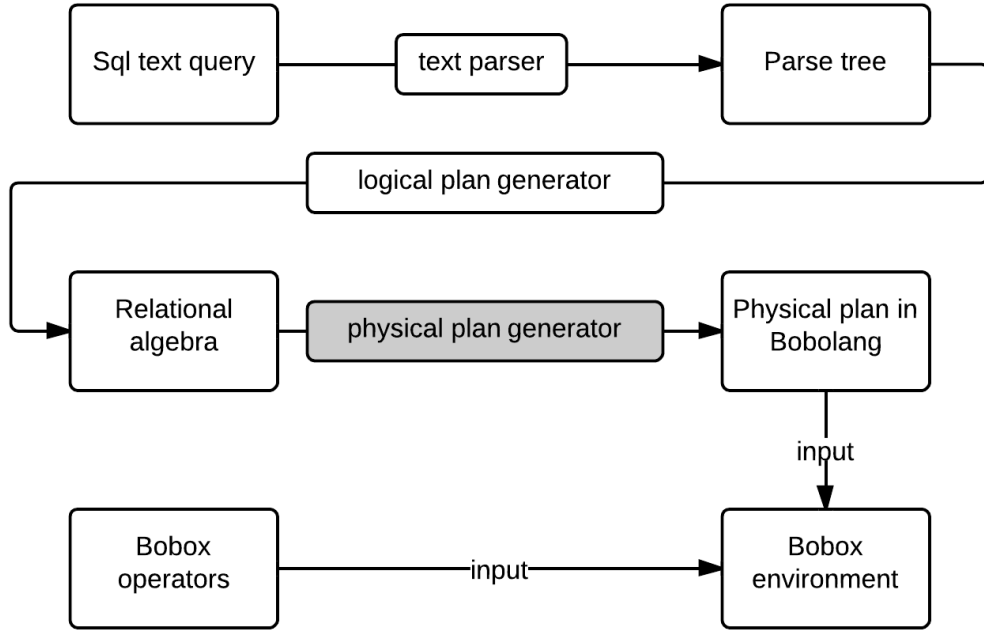 Sql text query
text parser
Parse tree
logical plan generator
Relational
algebra
physical plan generator
Physical plan in
Bobolang
input
Bobox
operators
input
Bobox
environment